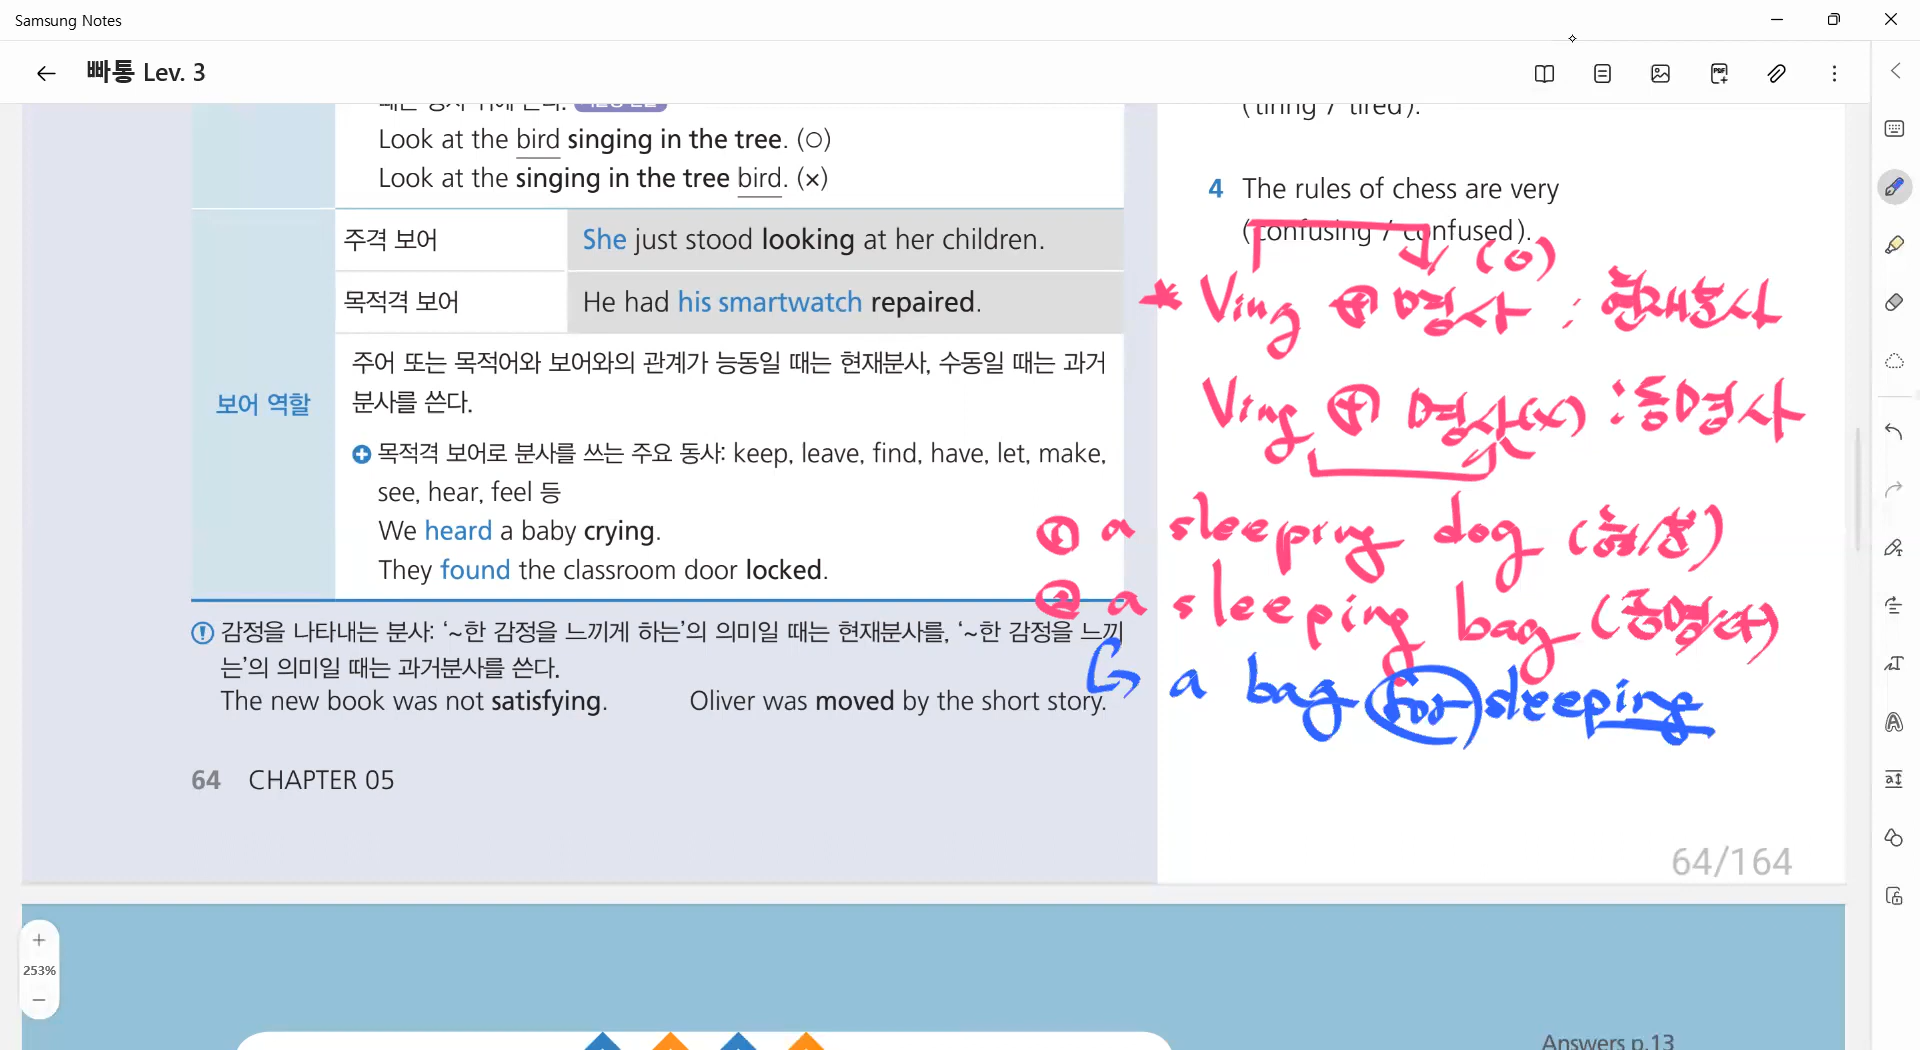 Samsung Notes
빠통 Lev. 3
Look at the bird singing in the tree. (○)
Look at the singing in the tree bird. (×)
주격 보어
She just stood looking at her children.
목적격 보어
He had his smartwatch repaired.
보어 역할
주어 또는 목적어와 보어와의 관계가 능동일 때는 현재분사, 수동일 때는 과거
분사를 쓴다.
목적격 보어로 분사를 쓰는 주요 동사: keep, leave, find, have, let, make,
see, hear, feel 등
We heard a baby crying.
They found the classroom door locked.
감정을 나타내는 분사: ‘~한 감정을 느끼게 하는’의 의미일 때는 현재분사를, ‘~한 감정을 느끼
는’의 의미일 때는 과거분사를 쓴다.
The new book was not satisfying. Oliver was moved by the short story.
64 CHAPTER 05
(tiring / tired).
4 The rules of chess are very
(confusing / confused).
(o)
* Ving ⊕ 명사 : 현재분사
Ving ⊕ 명사(x) : 동명사
① a sleeping dog (현/분)
② a sleeping bag (동명사)
↳ a bag for sleeping
64/164
253%
Answers p.13